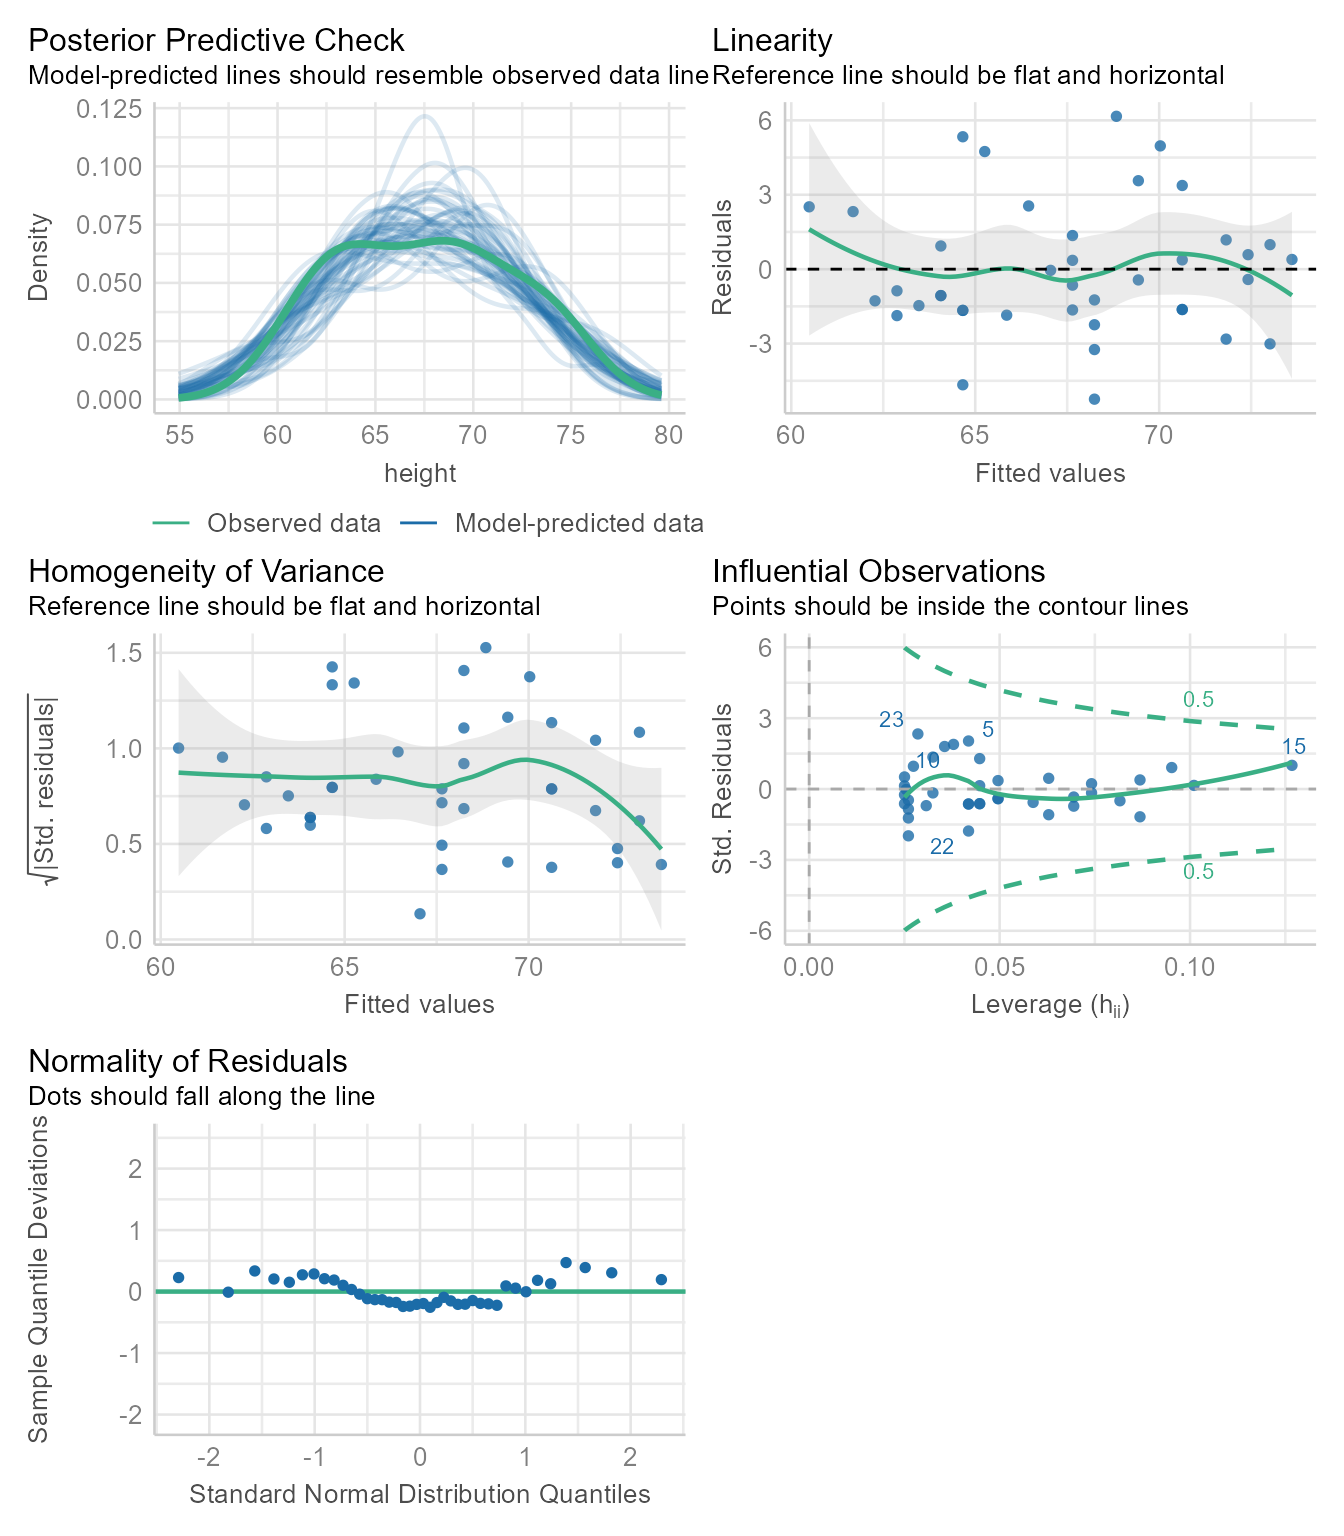 Posterior Predictive Check
Model-predicted lines should resemble observed data line
Density
0.125
0.100
0.075
0.050
0.025
0.000
55 60 65 70 75 80
height
Observed data Model-predicted data
Linearity
Reference line should be flat and horizontal
Residuals
6
3
0
-3
60 65 70
Fitted values
Homogeneity of Variance
Reference line should be flat and horizontal
√|Std. residuals|
1.5
1.0
0.5
0.0
60 65 70
Fitted values
Influential Observations
Points should be inside the contour lines
Std. Residuals
6
3
0
-3
-6
0.5
23
5
15
10
22
0.5
0.00 0.05 0.10
Leverage (hii)
Normality of Residuals
Dots should fall along the line
Sample Quantile Deviations
2
1
0
-1
-2
-2 -1 0 1 2
Standard Normal Distribution Quantiles